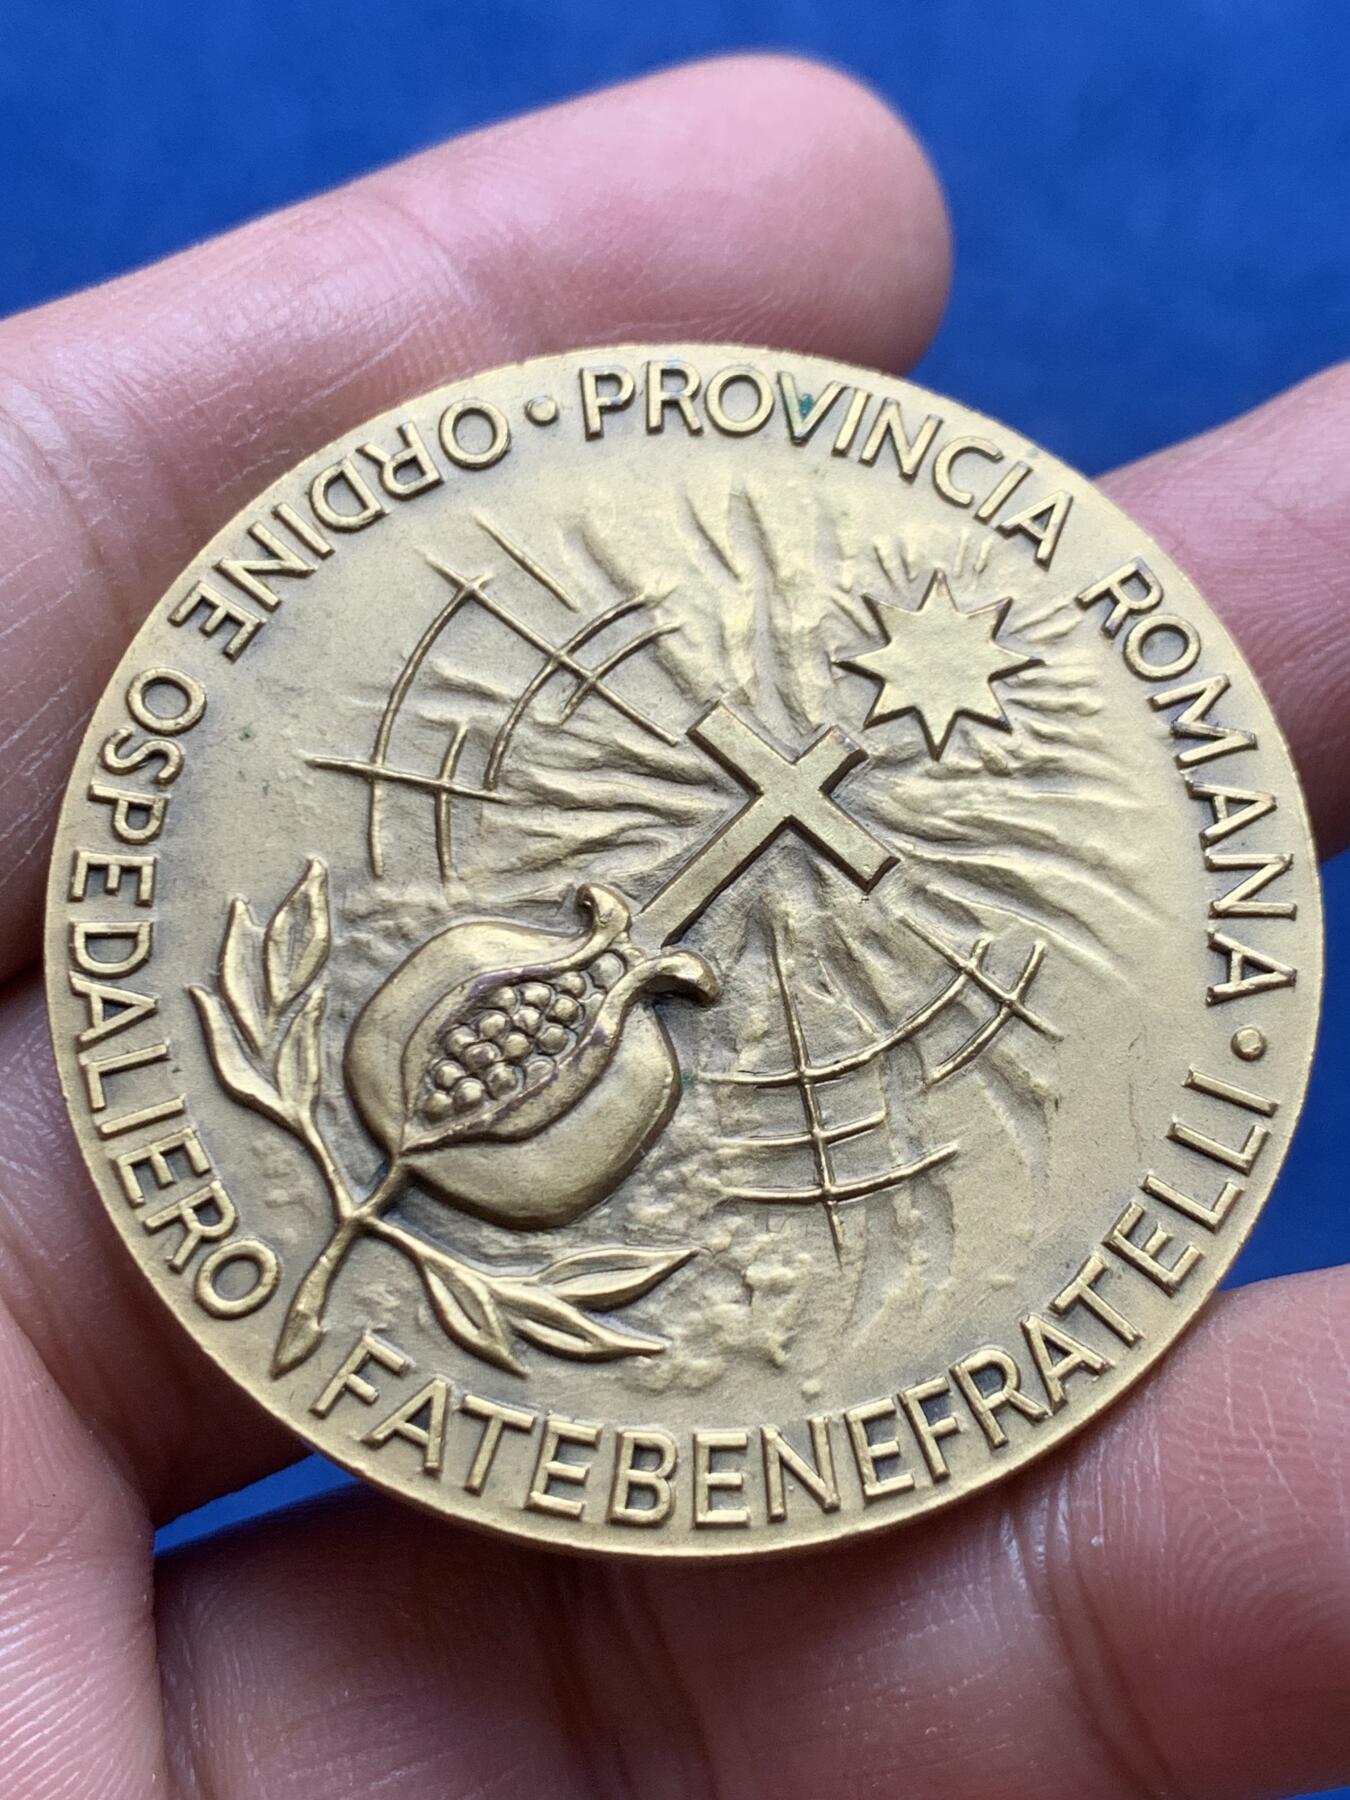 ORDINE OSPEDALIERO FATEBENEFRATELLI • PROVINCIA ROMANA •